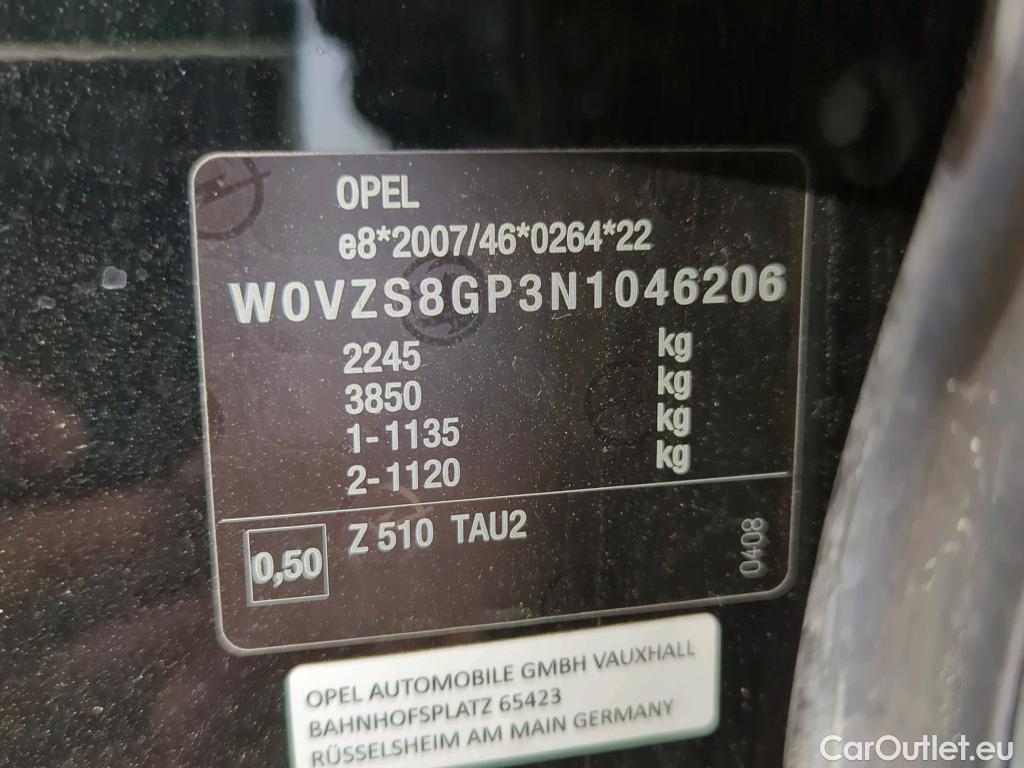 OPEL
e8*2007/46*0264*22
W0VZS8GP3N1046206
2245 kg
3850 kg
1-1135 kg
2-1120 kg
0,50 Z 510 TAU2
0408
OPEL AUTOMOBILE GMBH VAUXHALL
BAHNHOFSPLATZ 65423
RÜSSELSHEIM AM MAIN GERMANY
CarOutlet.eu